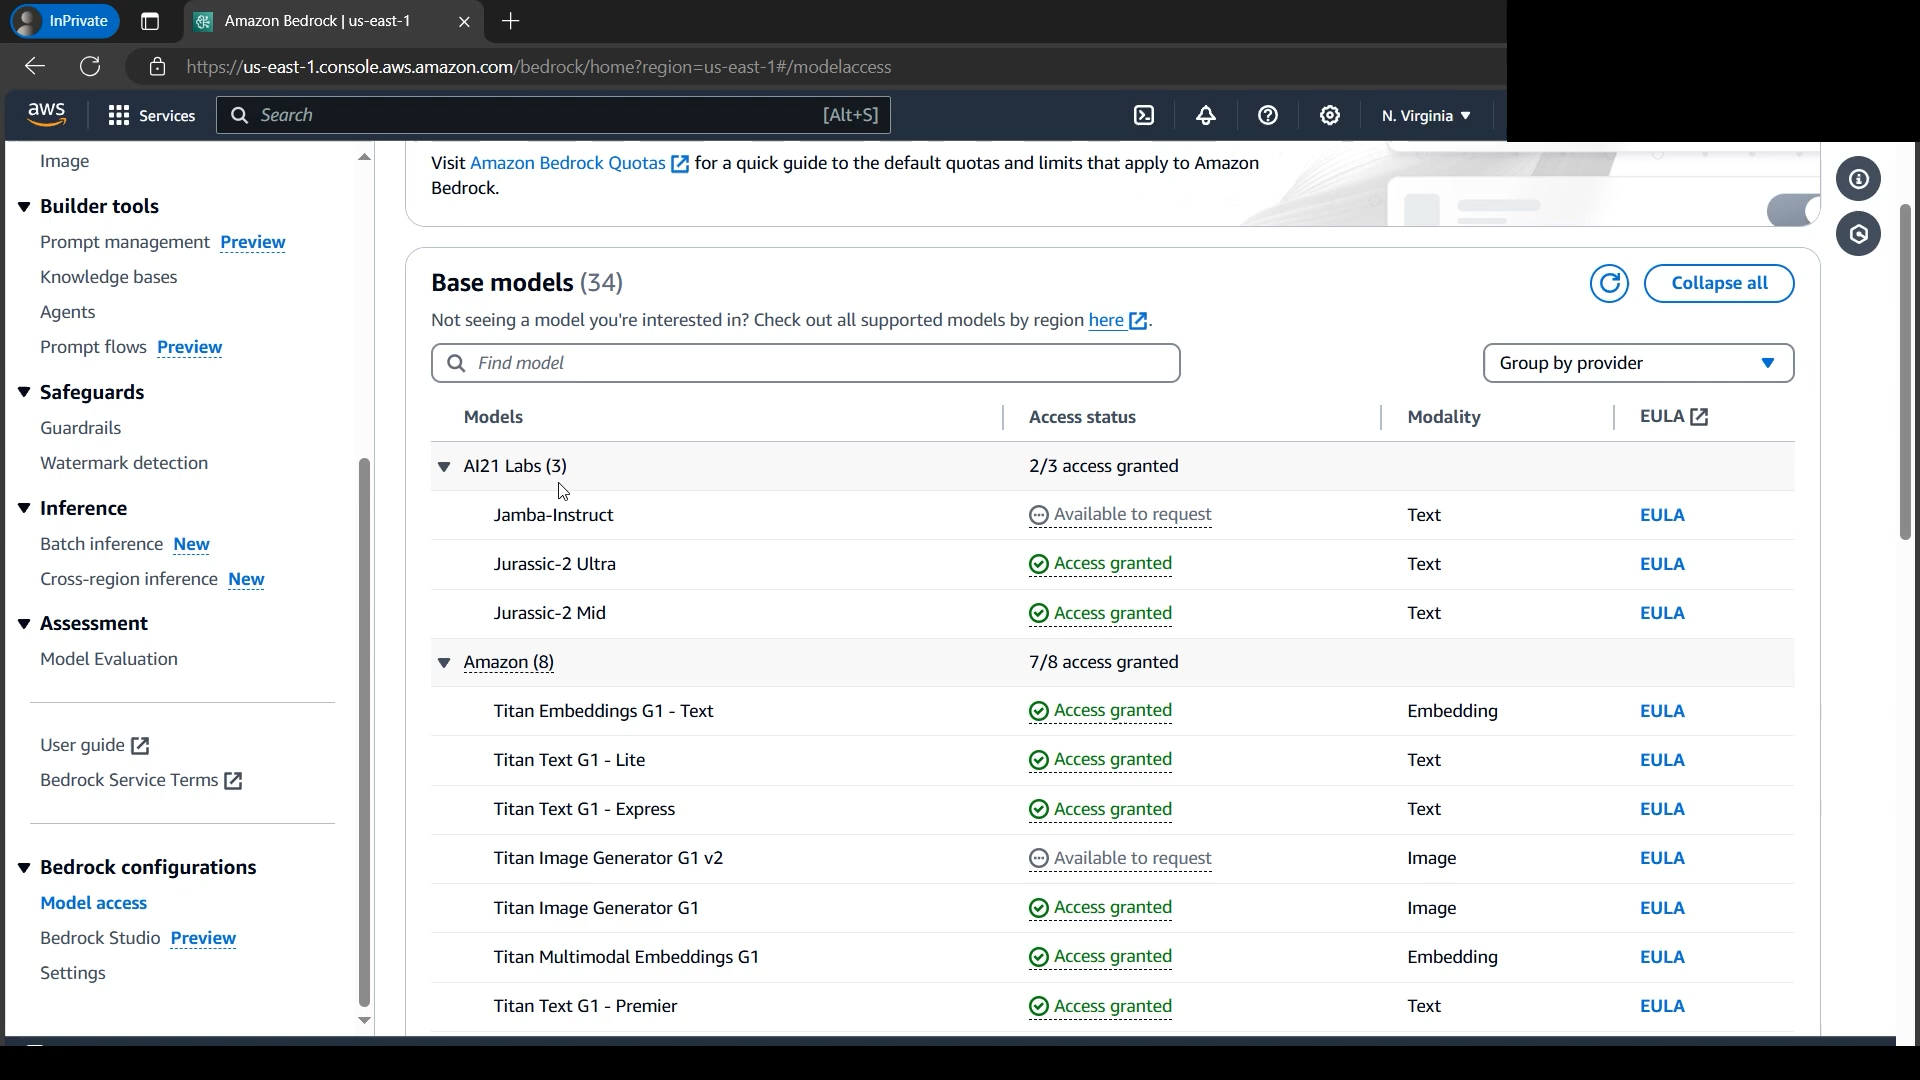 InPrivate
Amazon Bedrock | us-east-1
https://us-east-1.console.aws.amazon.com/bedrock/home?region=us-east-1#/modelaccess
aws
Services
Search
[Alt+S]
N. Virginia
Image
Builder tools
Prompt management Preview
Knowledge bases
Agents
Prompt flows Preview
Safeguards
Guardrails
Watermark detection
Inference
Batch inference New
Cross-region inference New
Assessment
Model Evaluation
User guide
Bedrock Service Terms
Bedrock configurations
Model access
Bedrock Studio Preview
Settings
Visit Amazon Bedrock Quotas for a quick guide to the default quotas and limits that apply to Amazon
Bedrock.
Base models (34)
Collapse all
Not seeing a model you're interested in? Check out all supported models by region here.
Find model
Group by provider
Models Access status Modality EULA
AI21 Labs (3) 2/3 access granted
Jamba-Instruct Available to request Text EULA
Jurassic-2 Ultra Access granted Text EULA
Jurassic-2 Mid Access granted Text EULA
Amazon (8) 7/8 access granted
Titan Embeddings G1 - Text Access granted Embedding EULA
Titan Text G1 - Lite Access granted Text EULA
Titan Text G1 - Express Access granted Text EULA
Titan Image Generator G1 v2 Available to request Image EULA
Titan Image Generator G1 Access granted Image EULA
Titan Multimodal Embeddings G1 Access granted Embedding EULA
Titan Text G1 - Premier Access granted Text EULA